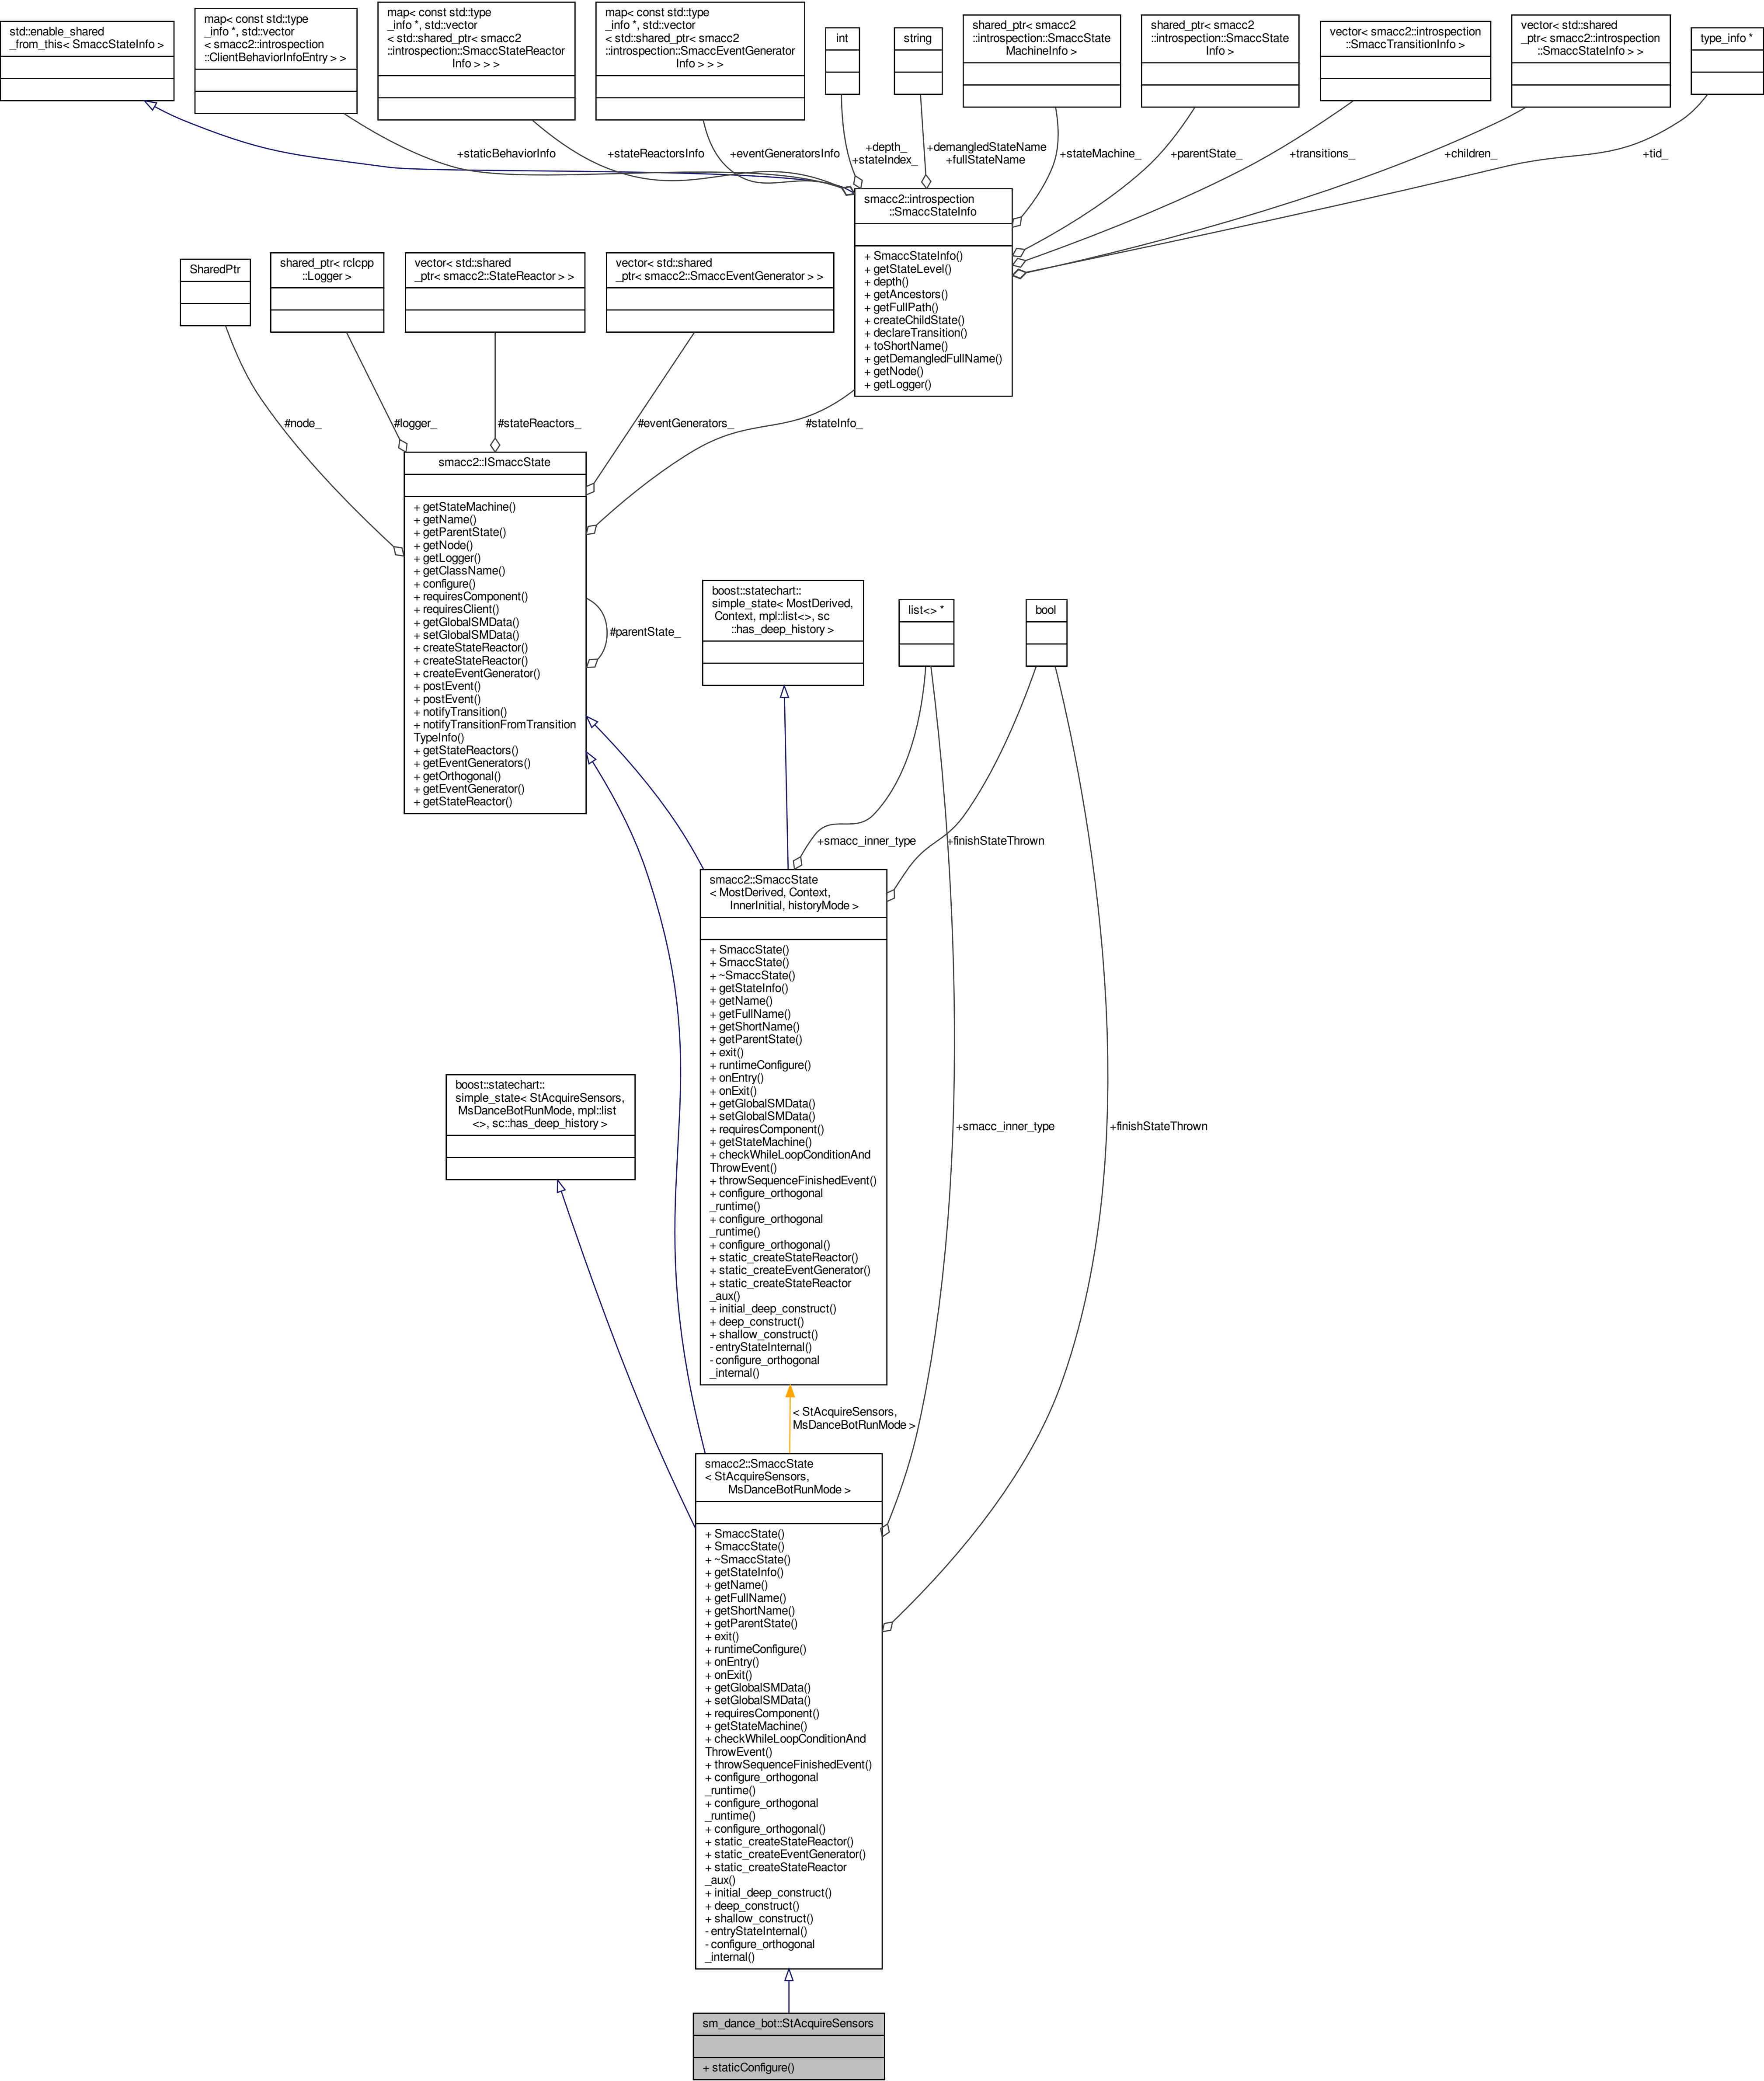 std::enable_shared
_from_this< SmaccStateInfo >
map< const std::type
_info *, std::vector
< smacc2::introspection
::ClientBehaviorInfoEntry > >
map< const std::type
_info *, std::vector
< std::shared_ptr< smacc2
::introspection::SmaccStateReactor
Info > > >
map< const std::type
_info *, std::vector
< std::shared_ptr< smacc2
::introspection::SmaccEventGenerator
Info > > >
int
string
shared_ptr< smacc2
::introspection::SmaccState
MachineInfo >
shared_ptr< smacc2
::introspection::SmaccState
Info >
vector< smacc2::introspection
::SmaccTransitionInfo >
vector< std::shared
_ptr< smacc2::introspection
::SmaccStateInfo > >
type_info *
+staticBehaviorInfo
+stateReactorsInfo
+eventGeneratorsInfo
+depth_
+stateIndex_
+demangledStateName
+fullStateName
+stateMachine_
+parentState_
+transitions_
+children_
+tid_
smacc2::introspection
::SmaccStateInfo
+ SmaccStateInfo()
+ getStateLevel()
+ depth()
+ getAncestors()
+ getFullPath()
+ createChildState()
+ declareTransition()
+ toShortName()
+ getDemangledFullName()
+ getNode()
+ getLogger()
SharedPtr
shared_ptr< rclcpp
::Logger >
vector< std::shared
_ptr< smacc2::StateReactor > >
vector< std::shared
_ptr< smacc2::SmaccEventGenerator > >
#node_
#logger_
#stateReactors_
#eventGenerators_
#stateInfo_
smacc2::ISmaccState
+ getStateMachine()
+ getName()
+ getParentState()
+ getNode()
+ getLogger()
+ getClassName()
+ configure()
+ requiresComponent()
+ requiresClient()
+ getGlobalSMData()
+ setGlobalSMData()
+ createStateReactor()
+ createStateReactor()
+ createEventGenerator()
+ postEvent()
+ postEvent()
+ notifyTransition()
+ notifyTransitionFromTransition
TypeInfo()
+ getStateReactors()
+ getEventGenerators()
+ getOrthogonal()
+ getEventGenerator()
+ getStateReactor()
#parentState_
boost::statechart::
simple_state< MostDerived,
Context, mpl::list<>, sc
::has_deep_history >
list<> *
bool
+smacc_inner_type
+finishStateThrown
smacc2::SmaccState
< MostDerived, Context,
InnerInitial, historyMode >
+ SmaccState()
+ SmaccState()
+ ~SmaccState()
+ getStateInfo()
+ getName()
+ getFullName()
+ getShortName()
+ getParentState()
+ exit()
+ runtimeConfigure()
+ onEntry()
+ onExit()
+ getGlobalSMData()
+ setGlobalSMData()
+ requiresComponent()
+ getStateMachine()
+ checkWhileLoopConditionAnd
ThrowEvent()
+ throwSequenceFinishedEvent()
+ configure_orthogonal
_runtime()
+ configure_orthogonal
_runtime()
+ configure_orthogonal()
+ static_createStateReactor()
+ static_createEventGenerator()
+ static_createStateReactor
_aux()
+ initial_deep_construct()
+ deep_construct()
+ shallow_construct()
- entryStateInternal()
- configure_orthogonal
_internal()
boost::statechart::
simple_state< StAcquireSensors,
MsDanceBotRunMode, mpl::list
<>, sc::has_deep_history >
+smacc_inner_type
+finishStateThrown
< StAcquireSensors,
MsDanceBotRunMode >
smacc2::SmaccState
< StAcquireSensors,
MsDanceBotRunMode >
+ SmaccState()
+ SmaccState()
+ ~SmaccState()
+ getStateInfo()
+ getName()
+ getFullName()
+ getShortName()
+ getParentState()
+ exit()
+ runtimeConfigure()
+ onEntry()
+ onExit()
+ getGlobalSMData()
+ setGlobalSMData()
+ requiresComponent()
+ getStateMachine()
+ checkWhileLoopConditionAnd
ThrowEvent()
+ throwSequenceFinishedEvent()
+ configure_orthogonal
_runtime()
+ configure_orthogonal
_runtime()
+ configure_orthogonal()
+ static_createStateReactor()
+ static_createEventGenerator()
+ static_createStateReactor
_aux()
+ initial_deep_construct()
+ deep_construct()
+ shallow_construct()
- entryStateInternal()
- configure_orthogonal
_internal()
sm_dance_bot::StAcquireSensors
+ staticConfigure()